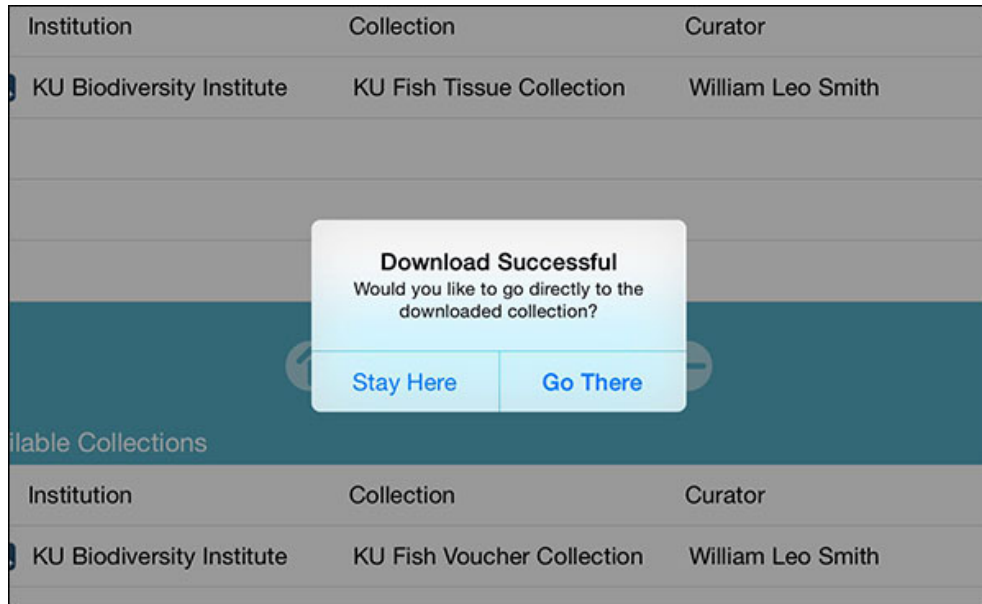 Institution Collection Curator
KU Biodiversity Institute KU Fish Tissue Collection William Leo Smith
Download Successful
Would you like to go directly to the
downloaded collection?
Stay Here Go There
ilable Collections
Institution Collection Curator
KU Biodiversity Institute KU Fish Voucher Collection William Leo Smith